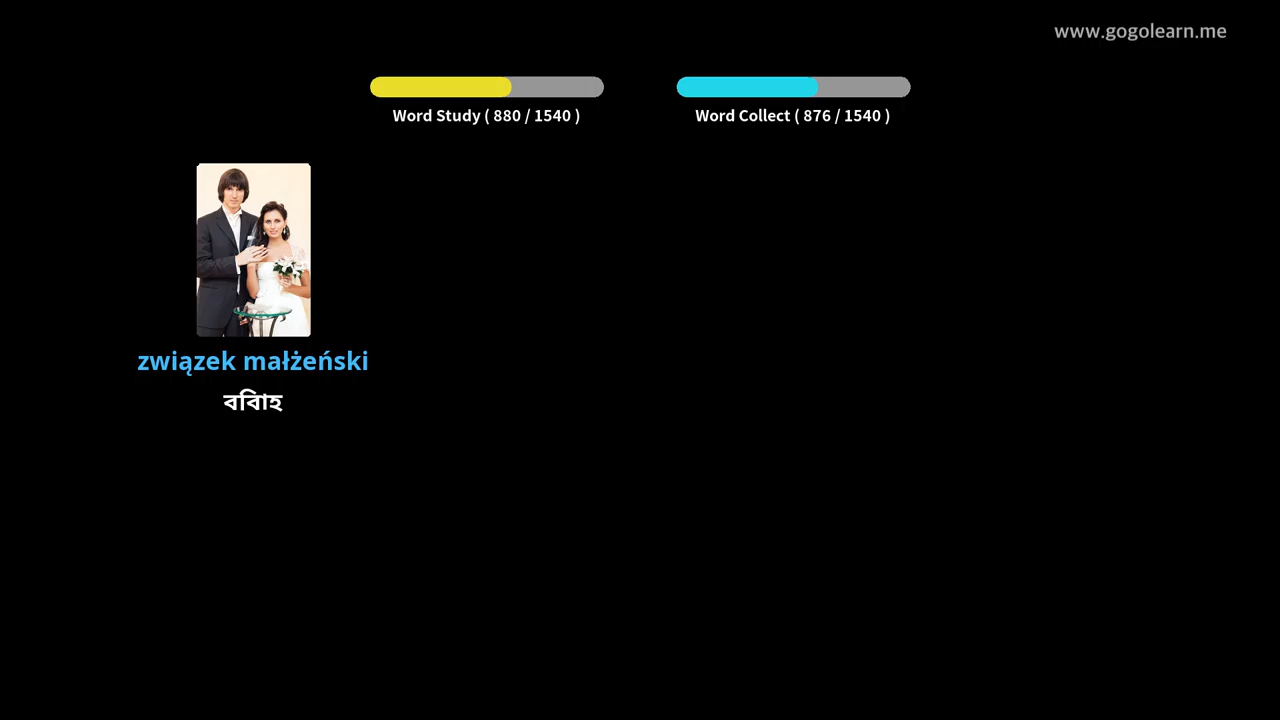 www.gogolearn.me
Word Study ( 880 / 1540 )
Word Collect ( 876 / 1540 )
związek małżeński
ববিাহ